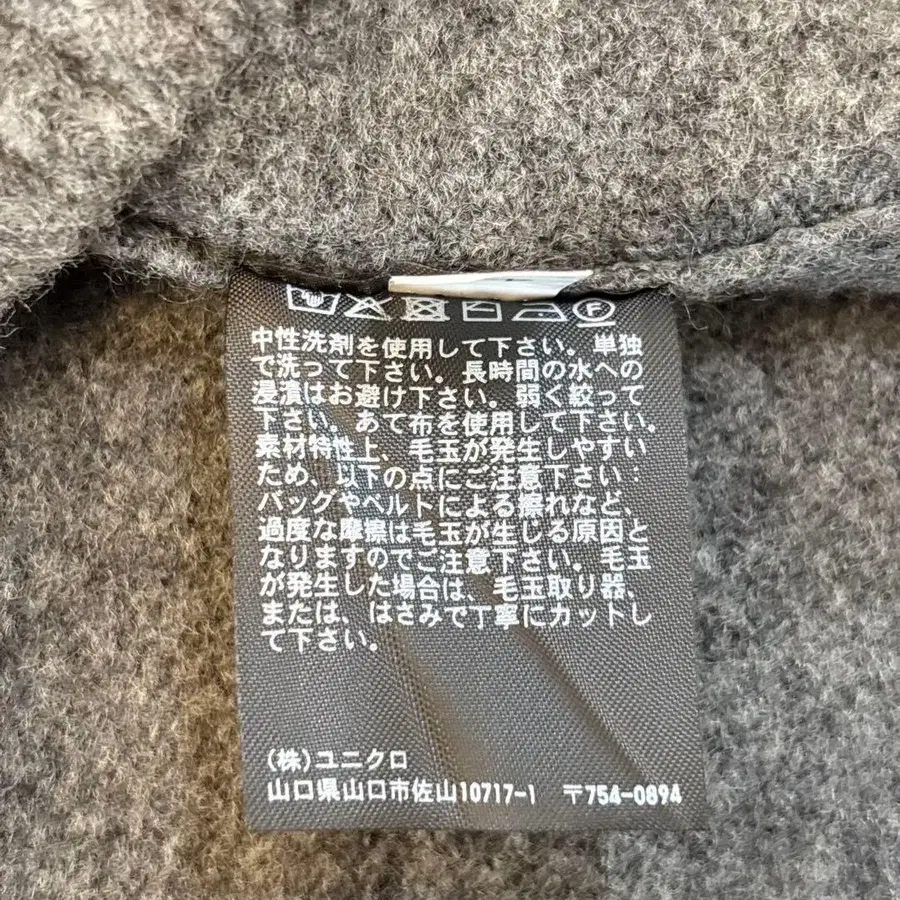 中性洗剤を使用して下さい。単独
で洗って下さい。長時間の水への
浸漬はお避け下さい。弱く絞って
下さい。あて布を使用して下さい。
素材特性上、毛玉が発生しやすい
ため、以下の点にご注意下さい：
バッグやベルトによる擦れなど、
過度な摩擦は毛玉が生じる原因と
なりますのでご注意下さい。毛玉
が発生した場合は、毛玉取り器、
または、はさみで丁寧にカットし
て下さい。
(株)ユニクロ
山口県山口市佐山10717-1 〒754-0894